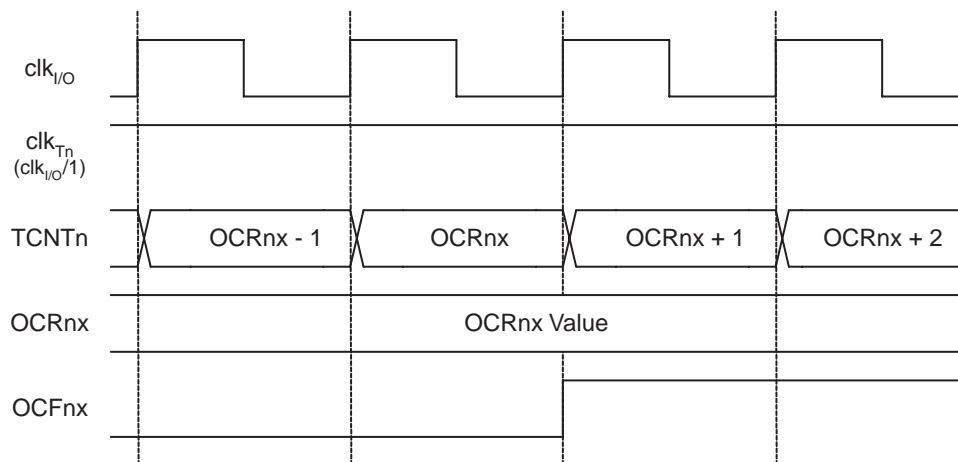 clkI/O
clkTn
(clkI/O/1)
TCNTn
OCRnx - 1
OCRnx
OCRnx + 1
OCRnx + 2
OCRnx
OCRnx Value
OCFnx